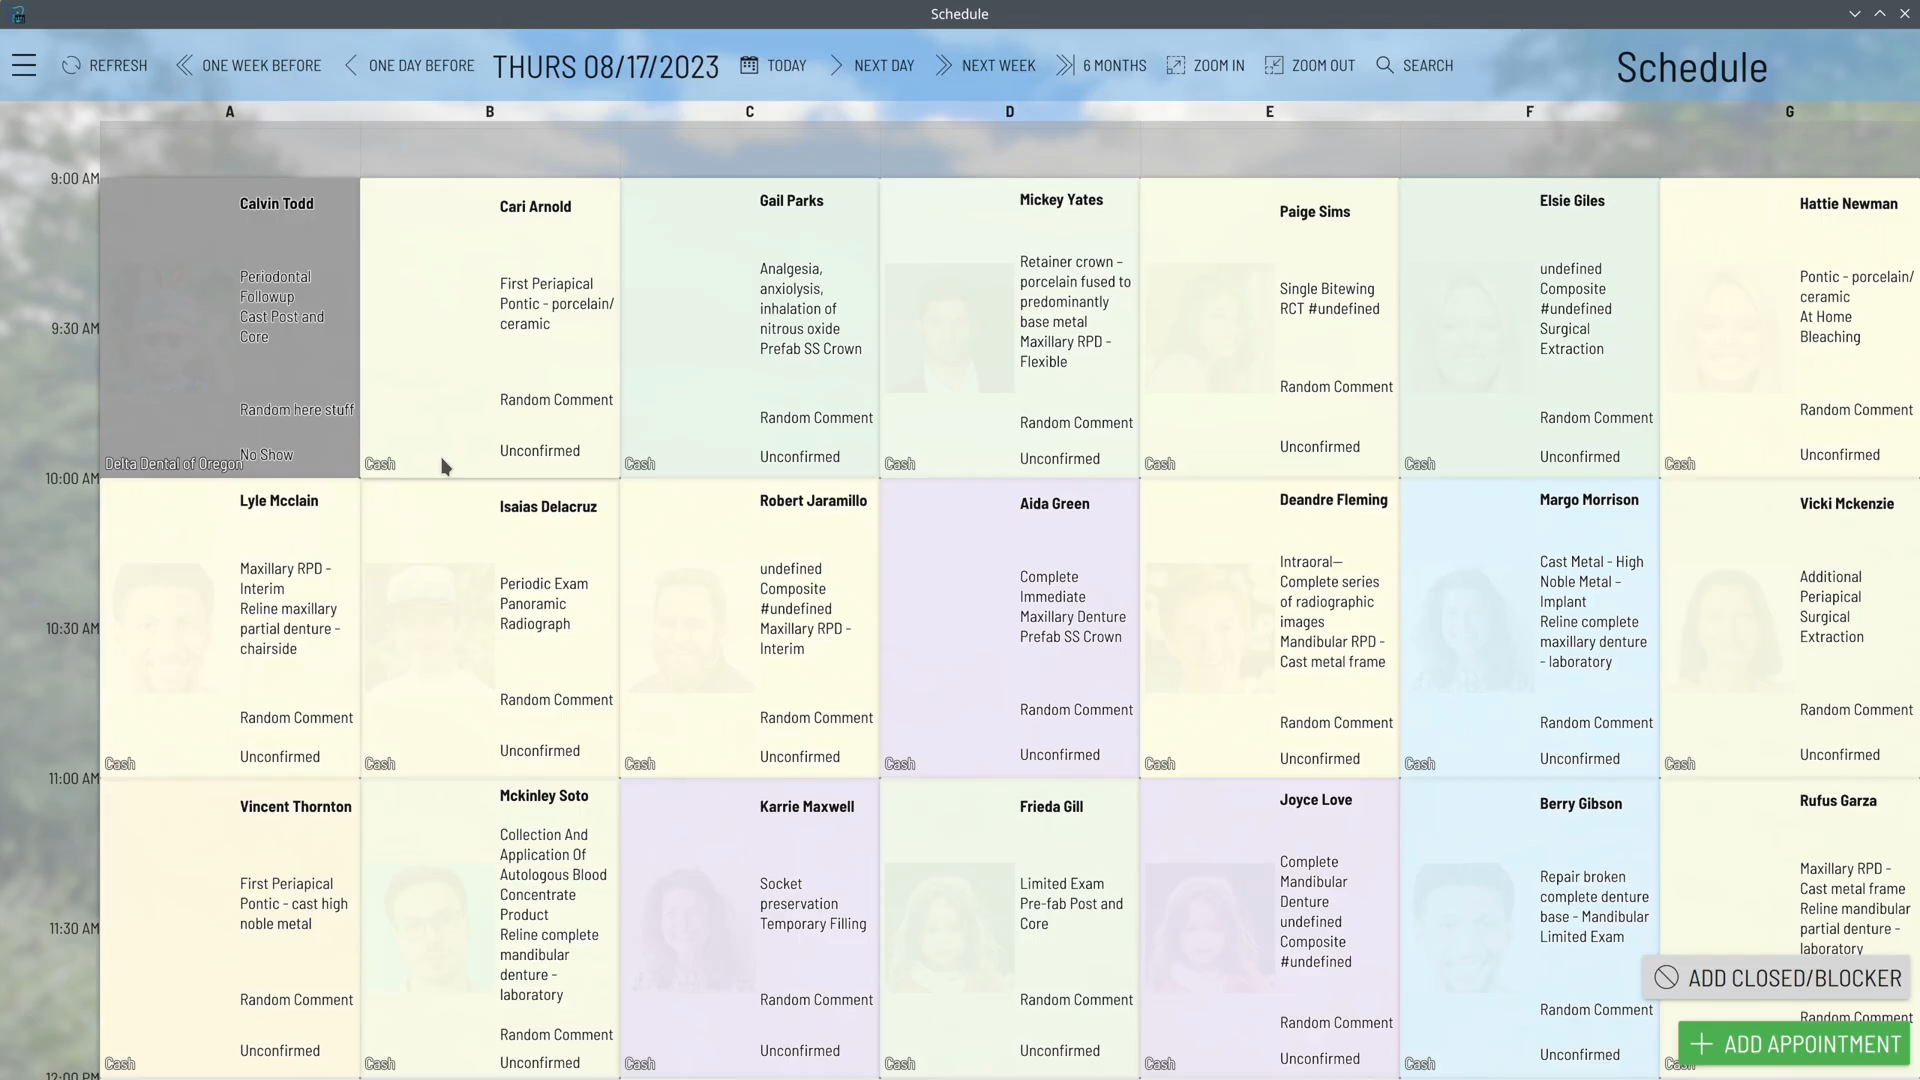 Schedule
REFRESH
ONE WEEK BEFORE
ONE DAY BEFORE
THURS 08/17/2023
TODAY
NEXT DAY
NEXT WEEK
6 MONTHS
ZOOM IN
ZOOM OUT
SEARCH
Schedule
A
B
C
D
E
F
G
9:00 AM
9:30 AM
10:00 AM
10:30 AM
11:00 AM
11:30 AM
12:00 PM
Calvin Todd
Periodontal
Followup
Cast Post and
Core
Random here stuff
No Show
Delta Dental of Oregon
Cari Arnold
First Periapical
Pontic - porcelain/
ceramic
Random Comment
Unconfirmed
Cash
Gail Parks
Analgesia,
anxiolysis,
inhalation of
nitrous oxide
Prefab SS Crown
Random Comment
Unconfirmed
Cash
Mickey Yates
Retainer crown –
porcelain fused to
predominantly
base metal
Maxillary RPD -
Flexible
Random Comment
Unconfirmed
Cash
Paige Sims
Single Bitewing
RCT #undefined
Random Comment
Unconfirmed
Cash
Elsie Giles
undefined
Composite
#undefined
Surgical
Extraction
Random Comment
Unconfirmed
Cash
Hattie Newman
Pontic - porcelain/
ceramic
At Home
Bleaching
Random Comment
Unconfirmed
Cash
Lyle Mcclain
Maxillary RPD -
Interim
Reline maxillary
partial denture -
chairside
Random Comment
Unconfirmed
Cash
Isaias Delacruz
Periodic Exam
Panoramic
Radiograph
Random Comment
Unconfirmed
Cash
Robert Jaramillo
undefined
Composite
#undefined
Maxillary RPD -
Interim
Random Comment
Unconfirmed
Cash
Aida Green
Complete
Immediate
Maxillary Denture
Prefab SS Crown
Random Comment
Unconfirmed
Cash
Deandre Fleming
Intraoral—
Complete series
of radiographic
images
Mandibular RPD -
Cast metal frame
Random Comment
Unconfirmed
Cash
Margo Morrison
Cast Metal - High
Noble Metal –
Implant
Reline complete
maxillary denture
- laboratory
Random Comment
Unconfirmed
Cash
Vicki Mckenzie
Additional
Periapical
Surgical
Extraction
Random Comment
Unconfirmed
Cash
Vincent Thornton
First Periapical
Pontic - cast high
noble metal
Random Comment
Unconfirmed
Cash
Mckinley Soto
Collection And
Application Of
Autologous Blood
Concentrate
Product
Reline complete
mandibular
denture -
laboratory
Random Comment
Unconfirmed
Cash
Karrie Maxwell
Socket
preservation
Temporary Filling
Random Comment
Unconfirmed
Cash
Frieda Gill
Limited Exam
Pre-fab Post and
Core
Random Comment
Unconfirmed
Cash
Joyce Love
Complete
Mandibular
Denture
undefined
Composite
#undefined
Random Comment
Unconfirmed
Cash
Berry Gibson
Repair broken
complete denture
base - Mandibular
Limited Exam
Random Comment
Unconfirmed
Cash
Rufus Garza
Maxillary RPD -
Cast metal frame
Reline mandibular
partial denture -
laboratory
Random Comment
Cash
ADD CLOSED/BLOCKER
ADD APPOINTMENT